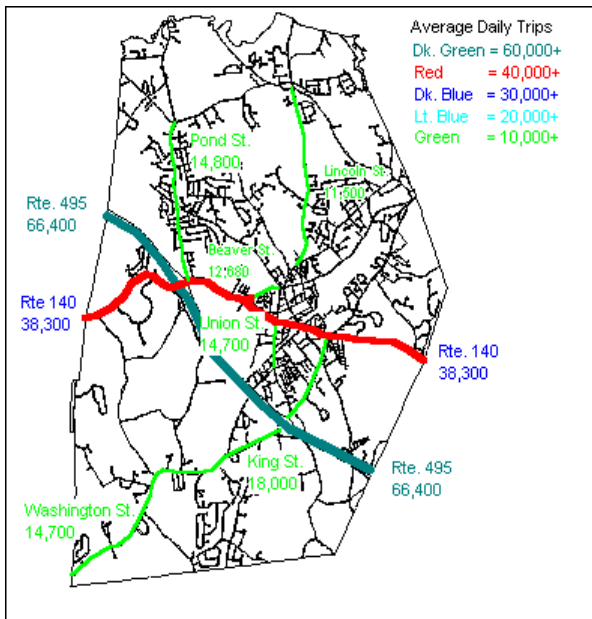 Average Daily Trips
Dk. Green = 60,000+
Red = 40,000+
Dk. Blue = 30,000+
Lt. Blue = 20,000+
Green = 10,000+
Pond St.
14,800
Lincoln St.
11,500
Rte. 495
66,400
Beaver St.
12,680
Rte 140
38,300
Union St.
14,700
Rte. 140
38,300
King St.
18,000
Rte. 495
66,400
Washington St.
14,700